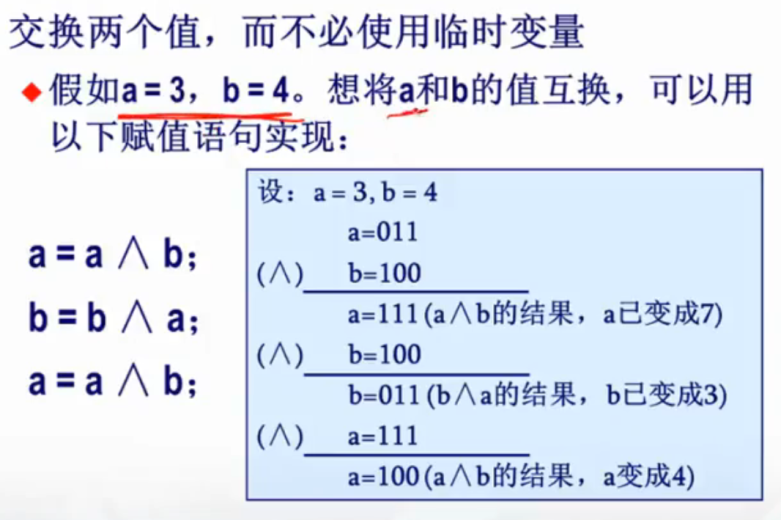 交换两个值，而不必使用临时变量
◆假如a = 3，b = 4。想将a和b的值互换，可以用
以下赋值语句实现：
a = a ∧ b;
b = b ∧ a;
a = a ∧ b;
设：a = 3, b = 4
a=011
(∧) b=100
a=111 (a∧b的结果，a已变成7)
(∧) b=100
b=011 (b∧a的结果，b已变成3)
(∧) a=111
a=100 (a∧b的结果，a变成4)